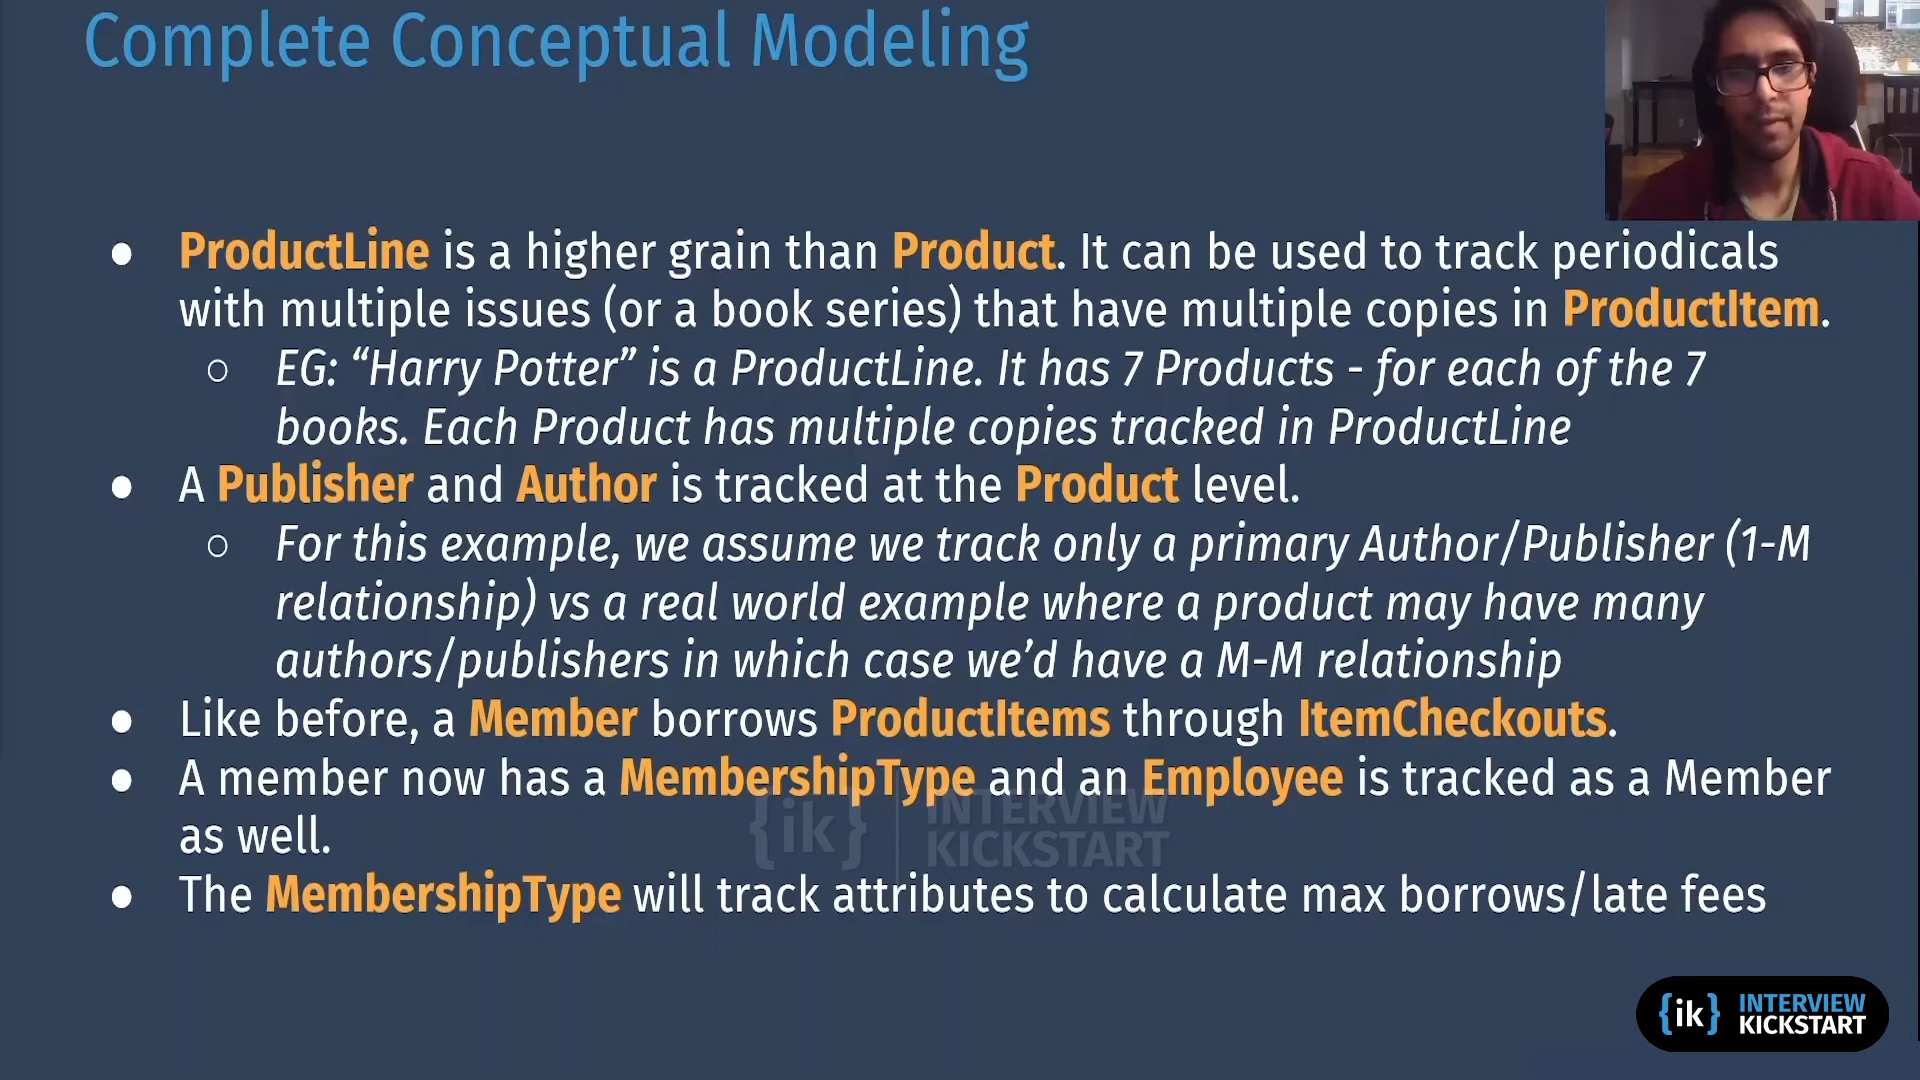 Complete Conceptual Modeling
● ProductLine is a higher grain than Product. It can be used to track periodicals
with multiple issues (or a book series) that have multiple copies in ProductItem.
○ EG: “Harry Potter” is a ProductLine. It has 7 Products - for each of the 7
books. Each Product has multiple copies tracked in ProductLine
● A Publisher and Author is tracked at the Product level.
○ For this example, we assume we track only a primary Author/Publisher (1-M
relationship) vs a real world example where a product may have many
authors/publishers in which case we’d have a M-M relationship
● Like before, a Member borrows ProductItems through ItemCheckouts.
● A member now has a MembershipType and an Employee is tracked as a Member
as well.
{ik} INTERVIEW
KICKSTART
● The MembershipType will track attributes to calculate max borrows/late fees
{ik} INTERVIEW
KICKSTART